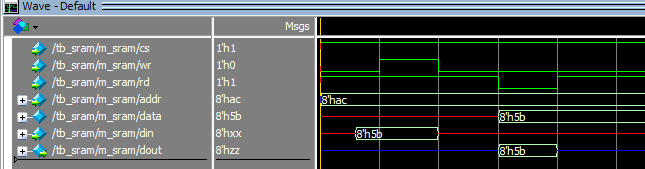 Wave - Default
Msgs
/tb_sram/m_sram/cs 1'h1
/tb_sram/m_sram/wr 1'h0
/tb_sram/m_sram/rd 1'h1
/tb_sram/m_sram/addr 8'hac 8'hac
/tb_sram/m_sram/data 8'h5b 8'h5b
/tb_sram/m_sram/din 8'hxx 8'h5b
/tb_sram/m_sram/dout 8'hzz 8'h5b